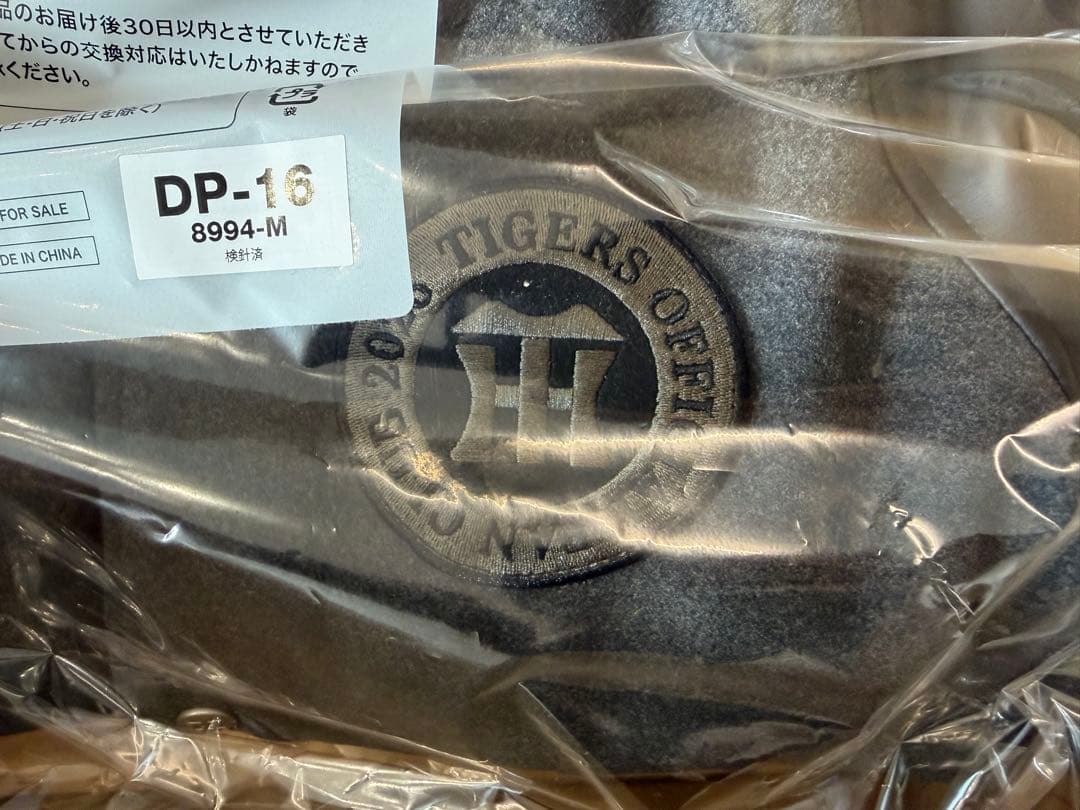 品のお届け後30日以内とさせていただき
てからの交換対応はいたしかねますので
ください。
(土・日・祝日を除く)
プラ
袋
FOR SALE
DE IN CHINA
DP-16
8994-M
検針済
TIGERS OFFI